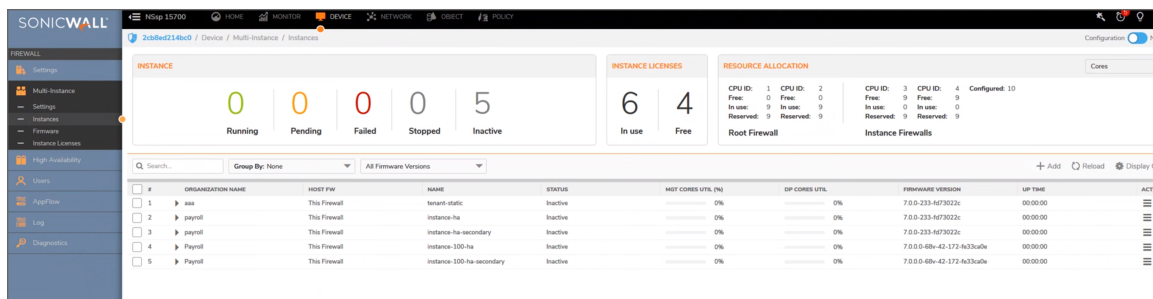 SONICWALL
NSsp 15700 HOME MONITOR DEVICE NETWORK OBJECT POLICY
2cb8ed214bc0 / Device / Multi-Instance / Instances
Configuration
FIREWALL
Settings
Multi-Instance
Settings
Instances
Firmware
Instance Licenses
High Availability
Users
AppFlow
Log
Diagnostics
INSTANCE
0 0 0 0 5
Running Pending Failed Stopped Inactive
INSTANCE LICENSES
6 4
In use Free
RESOURCE ALLOCATION
Cores
CPU ID: 1 CPU ID: 2 CPU ID: 3 CPU ID: 4 Configured: 10
Free: 0 Free: 0 Free: 9 Free: 9
In use: 9 In use: 9 In use: 0 In use: 0
Reserved: 9 Reserved: 9 Reserved: 9 Reserved: 9
Root Firewall Instance Firewalls
Search... Group By: None All Firmware Versions + Add Reload Display
# ORGANIZATION NAME HOST FW NAME STATUS MGT CORES UTIL (%) DP CORES UTIL FIRMWARE VERSION UP TIME ACT
1 aaa This Firewall tenant-static Inactive 0% 0% 7.0.0-233-fd73022c 00:00:00
2 payroll This Firewall instance-ha Inactive 0% 0% 7.0.0-233-fd73022c 00:00:00
3 payroll This Firewall instance-ha-secondary Inactive 0% 0% 7.0.0-233-fd73022c 00:00:00
4 Payroll This Firewall instance-100-ha Inactive 0% 0% 7.0.0.0-68v-42-172-fe33ca0e 00:00:00
5 Payroll This Firewall instance-100-ha-secondary Inactive 0% 0% 7.0.0.0-68v-42-172-fe33ca0e 00:00:00